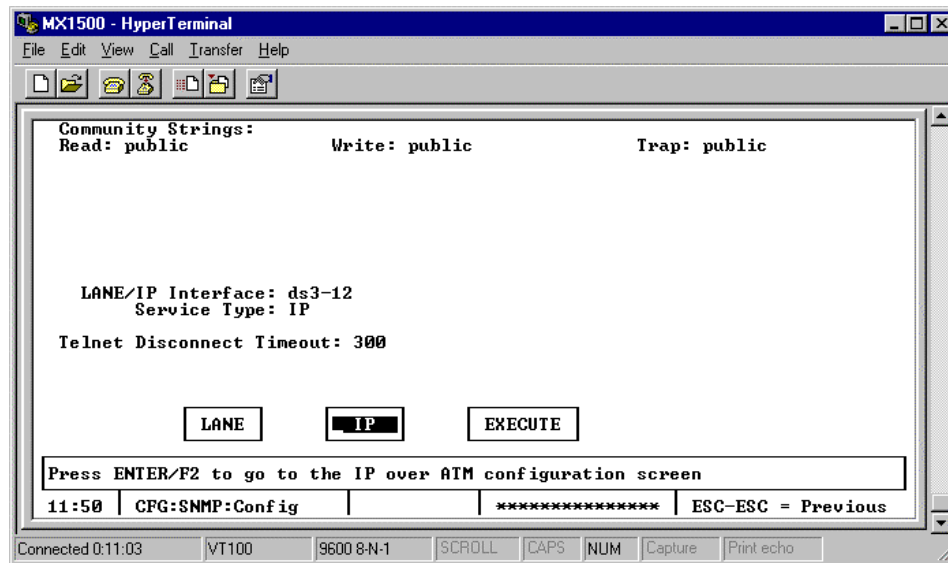 MX1500 - HyperTerminal
File Edit View Call Transfer Help
Community Strings:
Read: public Write: public Trap: public
LANE/IP Interface: ds3-12
Service Type: IP
Telnet Disconnect Timeout: 300
LANE IP EXECUTE
Press ENTER/F2 to go to the IP over ATM configuration screen
11:50 CFG:SNMP:Config *************** ESC-ESC = Previous
Connected 0:11:03 VT100 9600 8-N-1 SCROLL CAPS NUM Capture Print echo